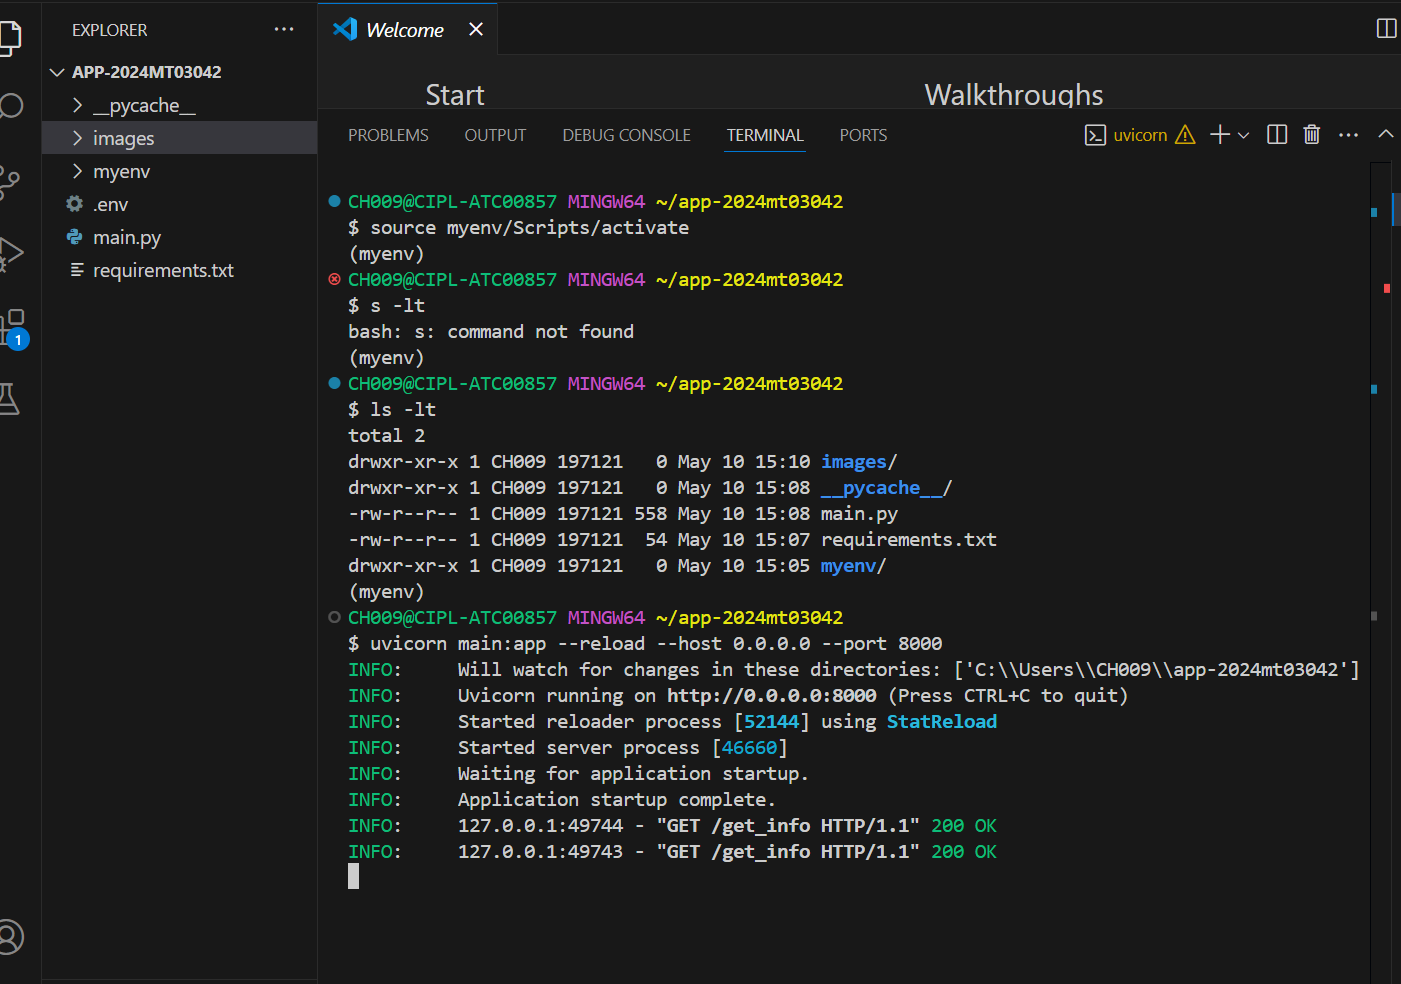 EXPLORER
APP-2024MT03042
__pycache__
images
myenv
.env
main.py
requirements.txt
1
Welcome
Start
Walkthroughs
PROBLEMS OUTPUT DEBUG CONSOLE TERMINAL PORTS uvicorn
CH009@CIPL-ATC00857 MINGW64 ~/app-2024mt03042
$ source myenv/Scripts/activate
(myenv)
CH009@CIPL-ATC00857 MINGW64 ~/app-2024mt03042
$ s -lt
bash: s: command not found
(myenv)
CH009@CIPL-ATC00857 MINGW64 ~/app-2024mt03042
$ ls -lt
total 2
drwxr-xr-x 1 CH009 197121   0 May 10 15:10 images/
drwxr-xr-x 1 CH009 197121   0 May 10 15:08 __pycache__/
-rw-r--r-- 1 CH009 197121 558 May 10 15:08 main.py
-rw-r--r-- 1 CH009 197121  54 May 10 15:07 requirements.txt
drwxr-xr-x 1 CH009 197121   0 May 10 15:05 myenv/
(myenv)
CH009@CIPL-ATC00857 MINGW64 ~/app-2024mt03042
$ uvicorn main:app --reload --host 0.0.0.0 --port 8000
INFO:     Will watch for changes in these directories: ['C:\\Users\\CH009\\app-2024mt03042']
INFO:     Uvicorn running on http://0.0.0.0:8000 (Press CTRL+C to quit)
INFO:     Started reloader process [52144] using StatReload
INFO:     Started server process [46660]
INFO:     Waiting for application startup.
INFO:     Application startup complete.
INFO:     127.0.0.1:49744 - "GET /get_info HTTP/1.1" 200 OK
INFO:     127.0.0.1:49743 - "GET /get_info HTTP/1.1" 200 OK